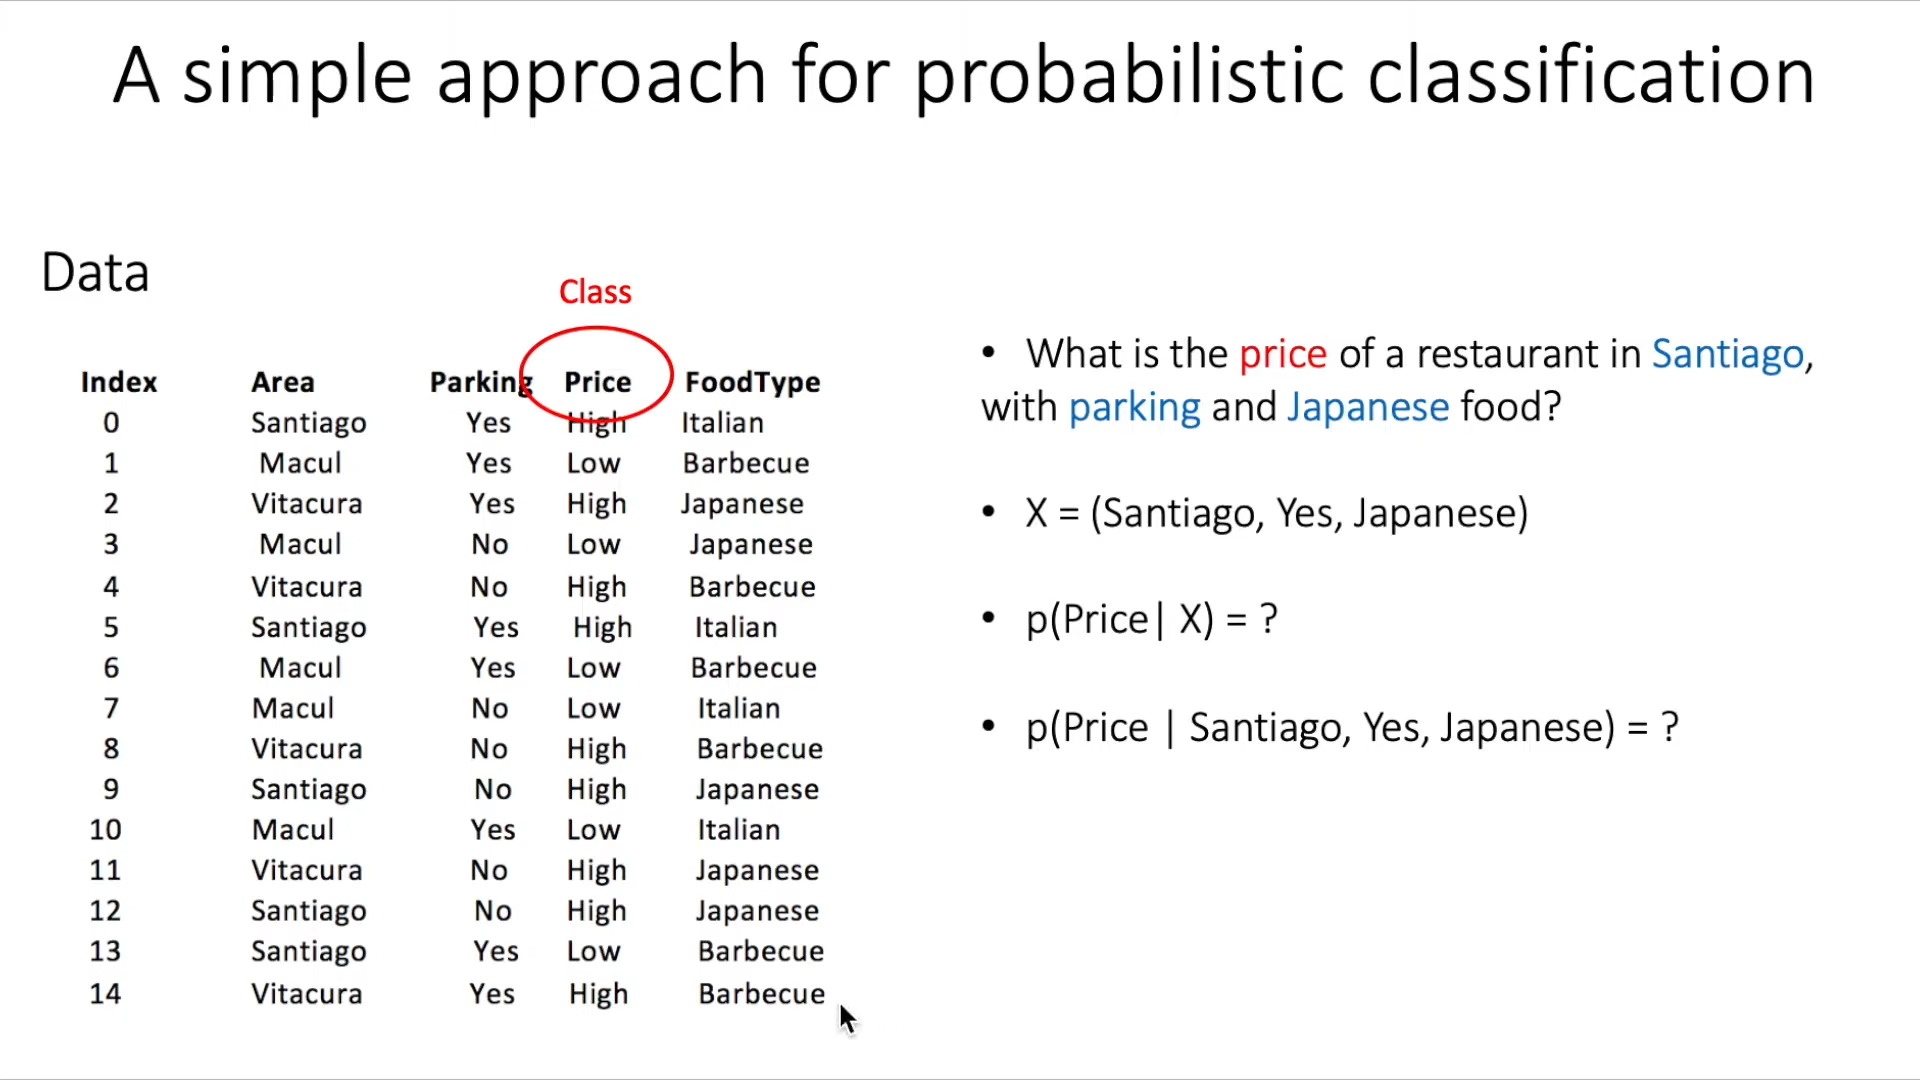 A simple approach for probabilistic classification
Data
Class
Index Area Parking Price FoodType
0 Santiago Yes High Italian
1 Macul Yes Low Barbecue
2 Vitacura Yes High Japanese
3 Macul No Low Japanese
4 Vitacura No High Barbecue
5 Santiago Yes High Italian
6 Macul Yes Low Barbecue
7 Macul No Low Italian
8 Vitacura No High Barbecue
9 Santiago No High Japanese
10 Macul Yes Low Italian
11 Vitacura No High Japanese
12 Santiago No High Japanese
13 Santiago Yes Low Barbecue
14 Vitacura Yes High Barbecue
• What is the price of a restaurant in Santiago,
with parking and Japanese food?
• X = (Santiago, Yes, Japanese)
• p(Price| X) = ?
• p(Price | Santiago, Yes, Japanese) = ?